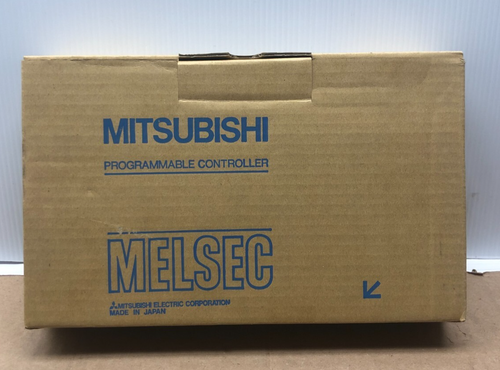 MITSUBISHI
PROGRAMMABLE CONTROLLER
MELSEC
MITSUBISHI ELECTRIC CORPORATION
MADE IN JAPAN